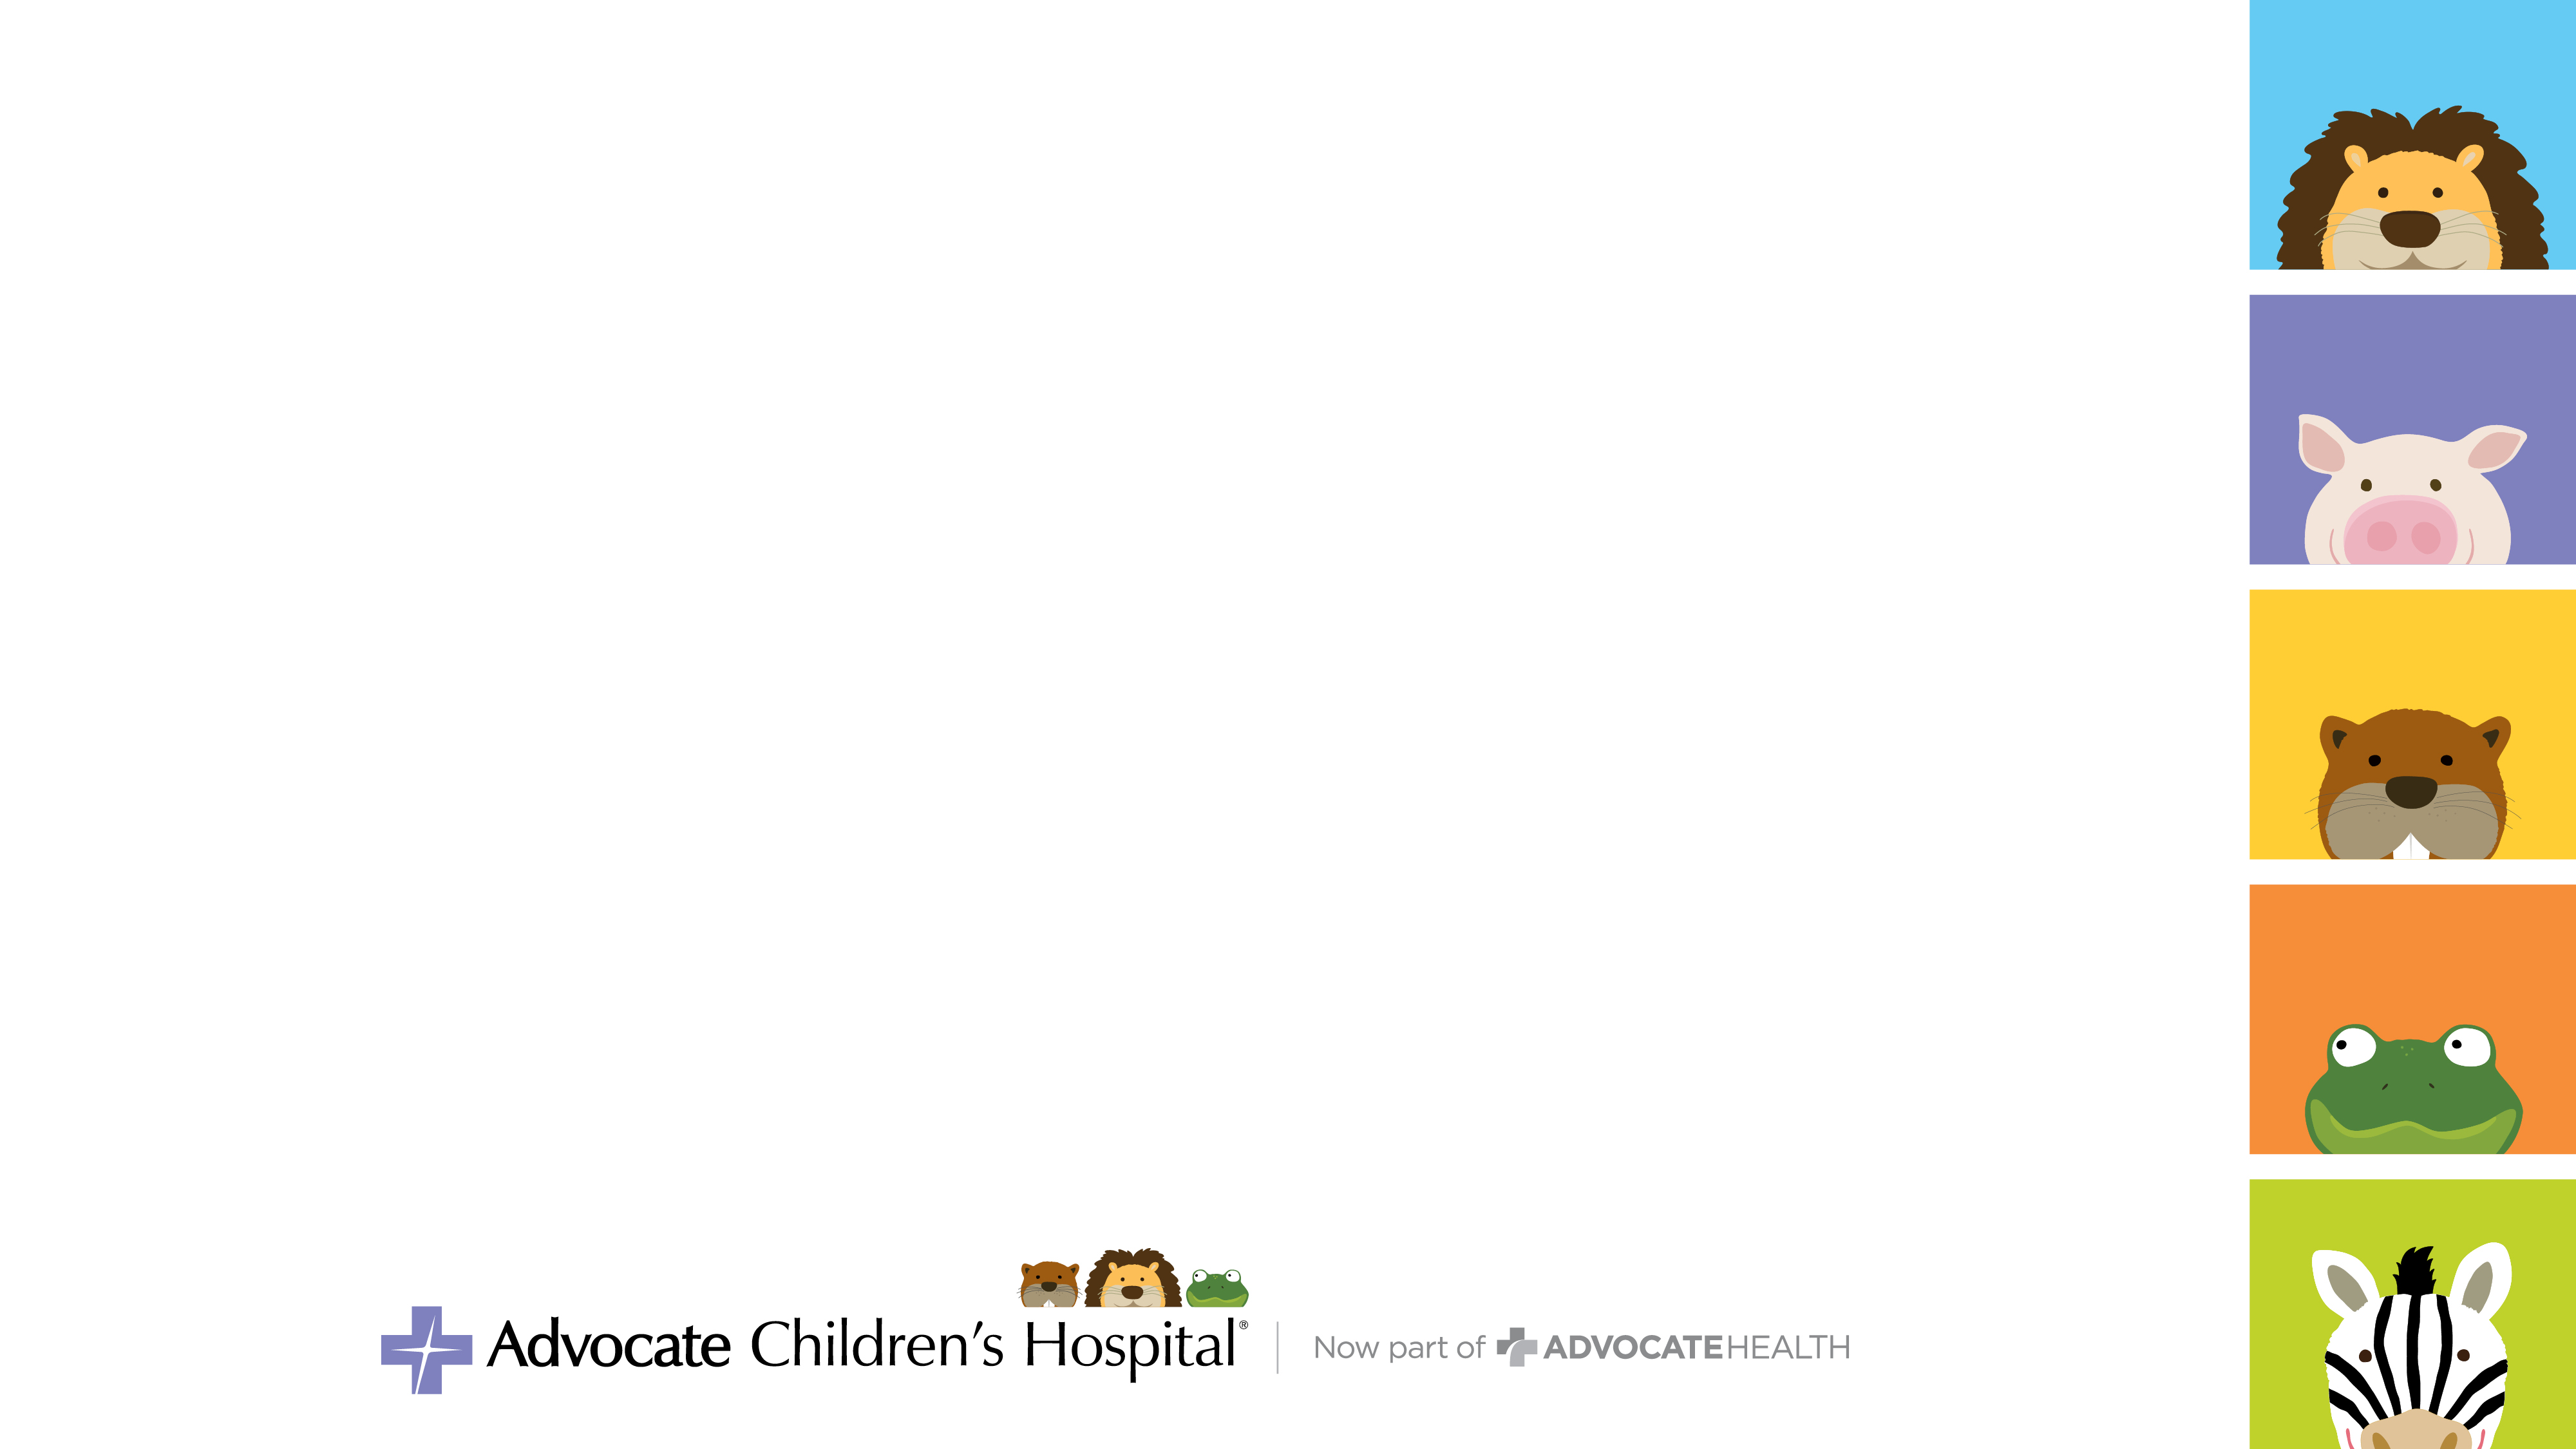 Advocate Children's Hospital®
Now part of ADVOCATEHEALTH